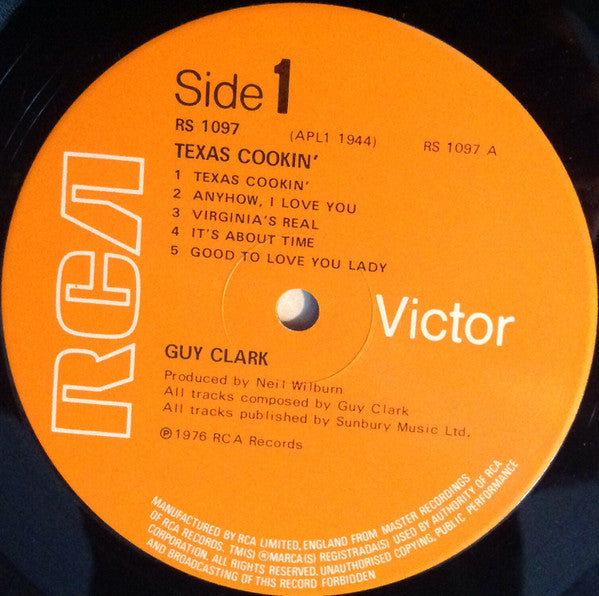 Side 1
RS 1097 (APL1 1944) RS 1097 A
TEXAS COOKIN'
1 TEXAS COOKIN'
2 ANYHOW, I LOVE YOU
3 VIRGINIA'S REAL
4 IT'S ABOUT TIME
5 GOOD TO LOVE YOU LADY
RCA
Victor
GUY CLARK
Produced by Neil Wilburn
All tracks composed by Guy Clark
All tracks published by Sunbury Music Ltd.
℗1976 RCA Records
MANUFACTURED BY RCA LIMITED, ENGLAND FROM MASTER RECORDINGS
OF RCA RECORDS. TM(S) ® MARCA(S) REGISTRADA(S) USED BY AUTHORITY OF RCA
CORPORATION. ALL RIGHTS RESERVED. UNAUTHORISED COPYING, PUBLIC PERFORMANCE
AND BROADCASTING OF THIS RECORD FORBIDDEN